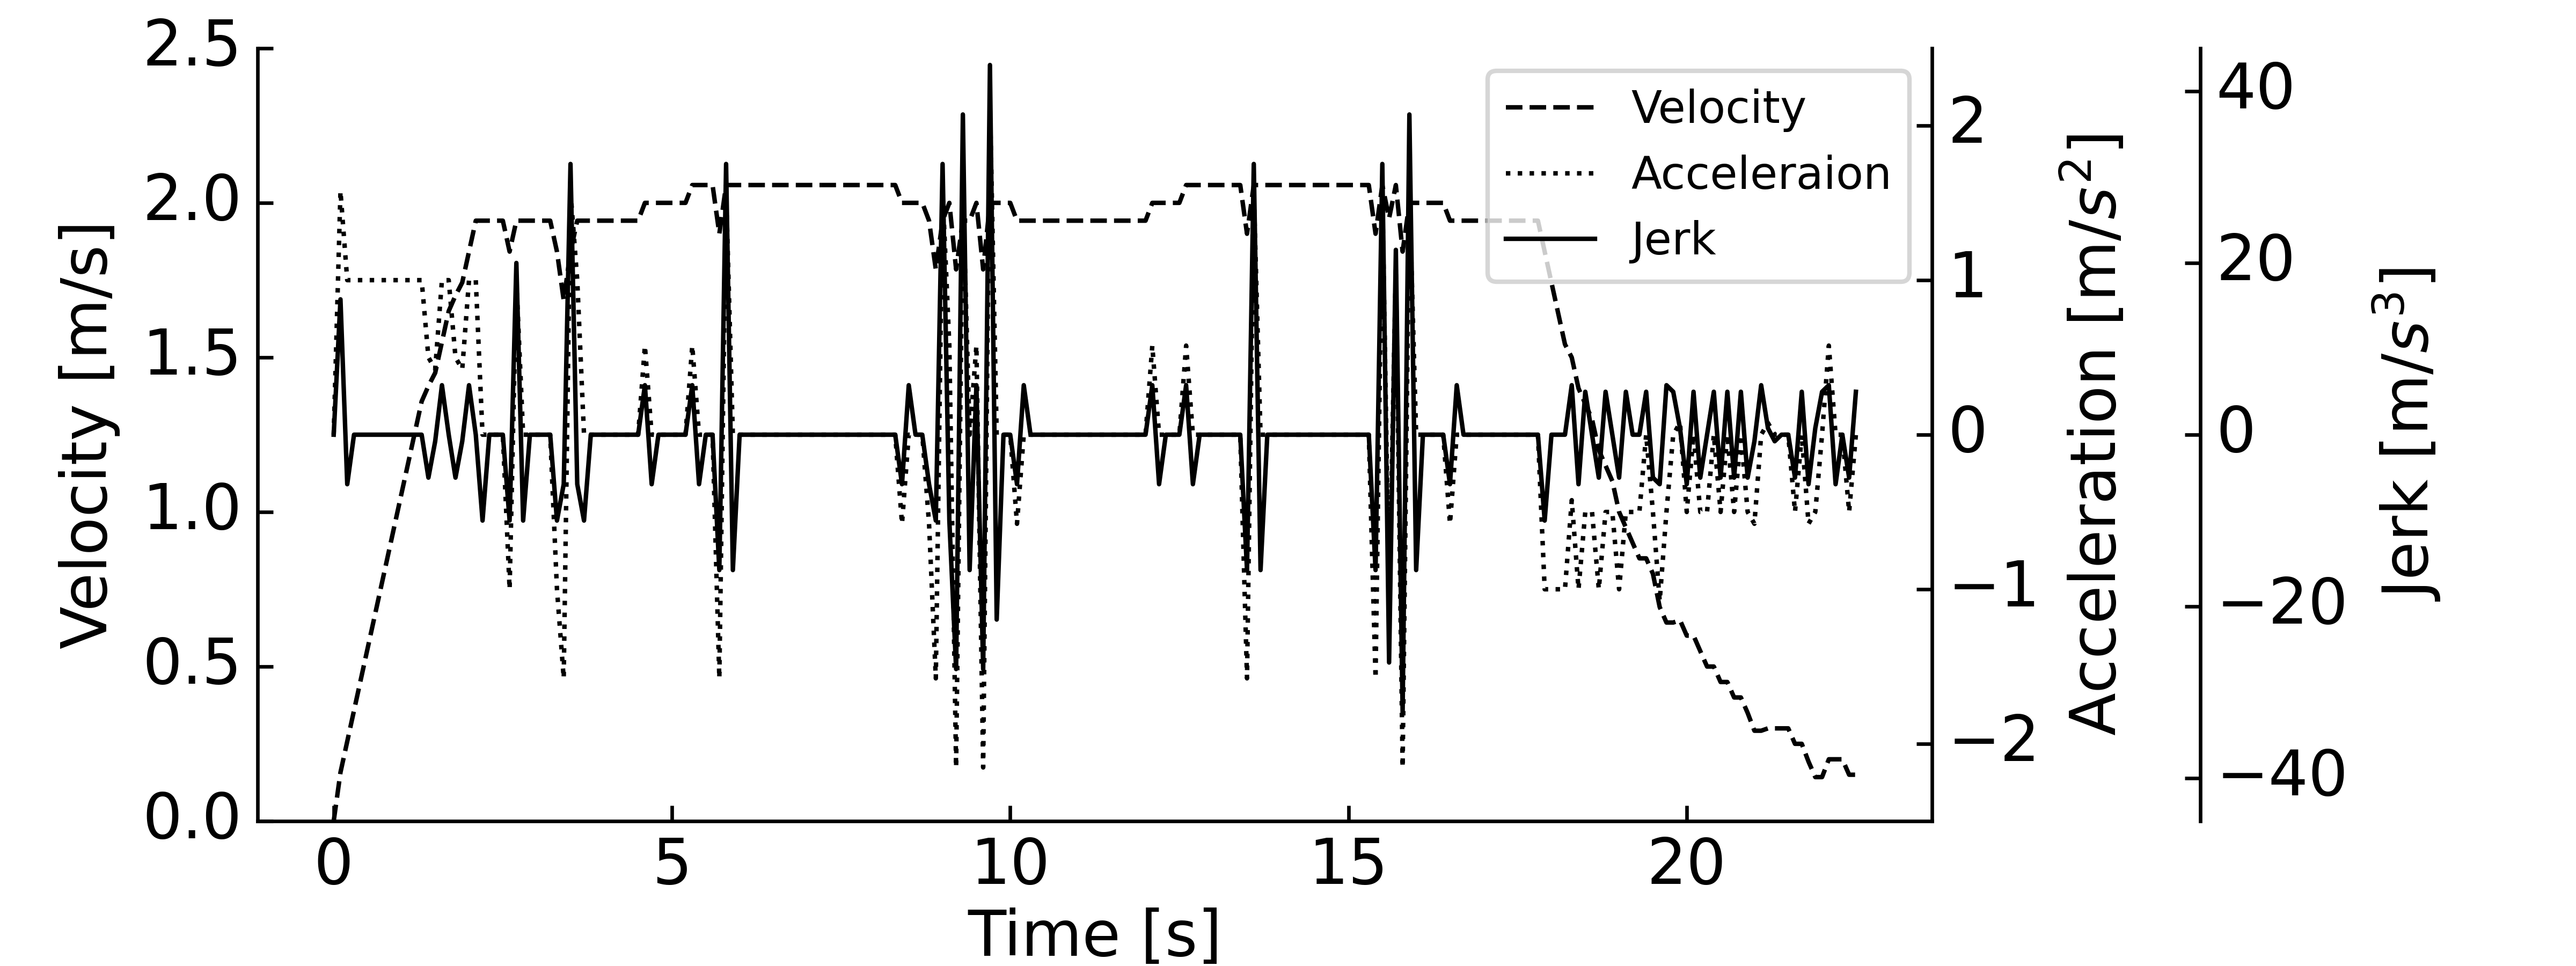 2.5
2.0
1.5
1.0
0.5
0.0
Velocity [m/s]
0 5 10 15 20
Time [s]
Velocity
Acceleraion
Jerk
2
1
0
−1
−2
Acceleration [m/s²]
40
20
0
−20
−40
Jerk [m/s³]